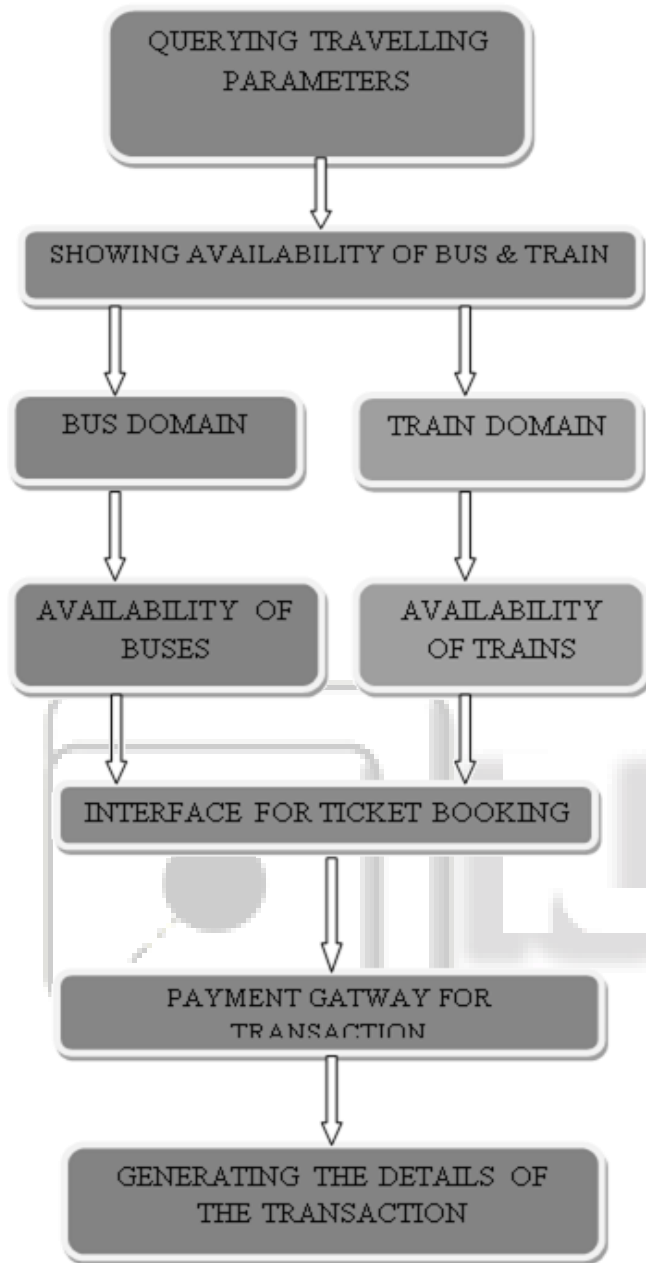 QUERYING TRAVELLING
PARAMETERS
SHOWING AVAILABILITY OF BUS & TRAIN
BUS DOMAIN
TRAIN DOMAIN
AVAILABILITY OF
BUSES
AVAILABILITY
OF TRAINS
INTERFACE FOR TICKET BOOKING
PAYMENT GATWAY FOR
TRANSACTION
GENERATING THE DETAILS OF
THE TRANSACTION